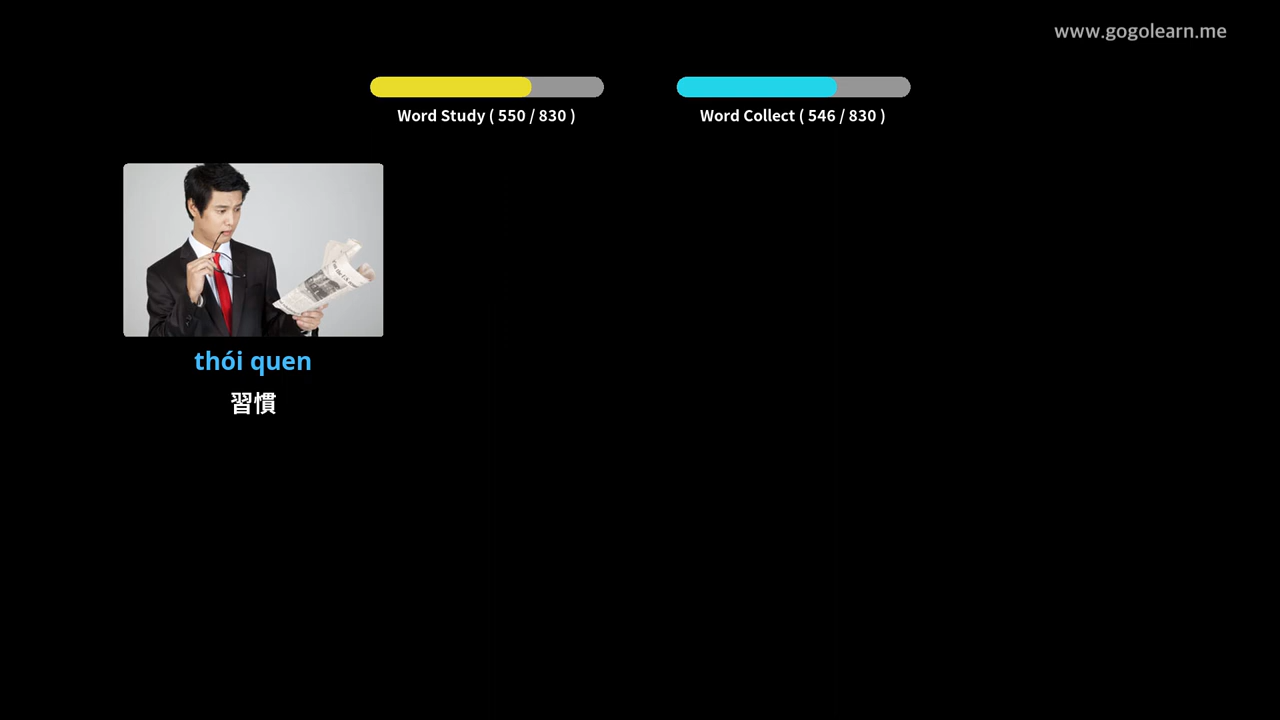 www.gogolearn.me
Word Study ( 550 / 830 )
Word Collect ( 546 / 830 )
thói quen
習慣